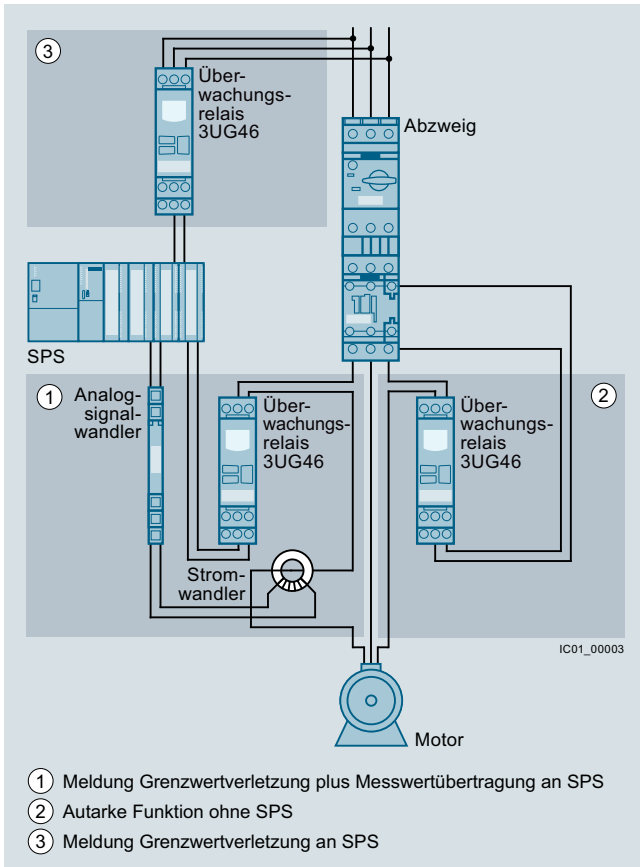 3
Über-
wachungs-
relais
3UG46
Abzweig
SPS
1
Analog-
signal-
wandler
Über-
wachungs-
relais
3UG46
Über-
wachungs-
relais
3UG46
2
Strom-
wandler
IC01_00003
Motor
1 Meldung Grenzwertverletzung plus Messwertübertragung an SPS
2 Autarke Funktion ohne SPS
3 Meldung Grenzwertverletzung an SPS